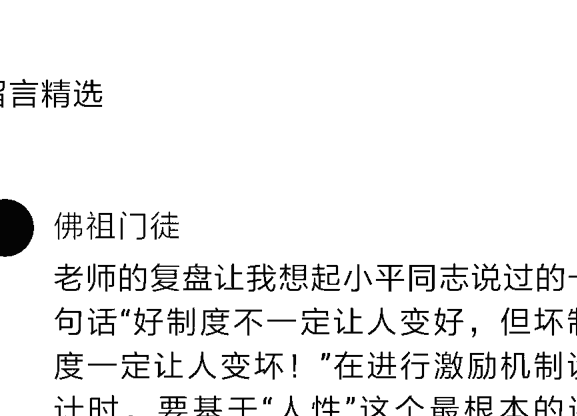 言精选
佛祖门徒
老师的复盘让我想起小平同志说过的
句话“好制度不一定让人变好，但坏
度一定让人变坏！”在进行激励机制
计时，要基于“人性”这个最根本的